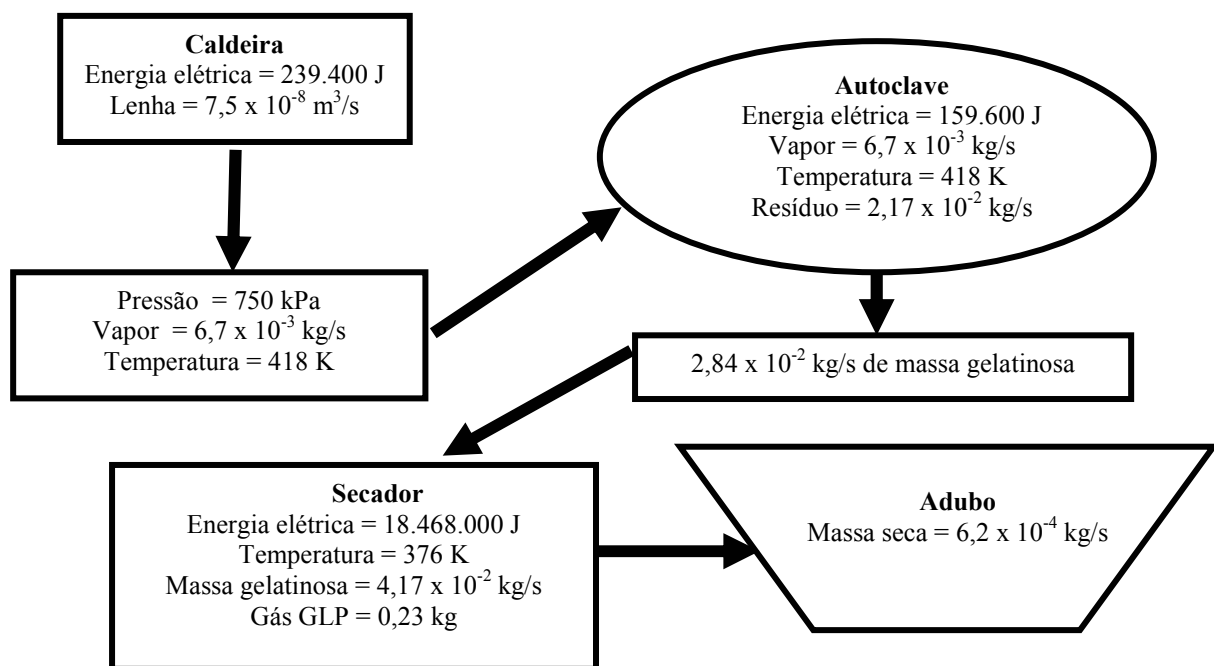 Caldeira
Energia elétrica = 239.400 J
Lenha = 7,5 x 10⁻⁸ m³/s
Autoclave
Energia elétrica = 159.600 J
Vapor = 6,7 x 10⁻³ kg/s
Temperatura = 418 K
Resíduo = 2,17 x 10⁻² kg/s
Pressão = 750 kPa
Vapor = 6,7 x 10⁻³ kg/s
Temperatura = 418 K
2,84 x 10⁻² kg/s de massa gelatinosa
Secador
Energia elétrica = 18.468.000 J
Temperatura = 376 K
Massa gelatinosa = 4,17 x 10⁻² kg/s
Gás GLP = 0,23 kg
Adubo
Massa seca = 6,2 x 10⁻⁴ kg/s